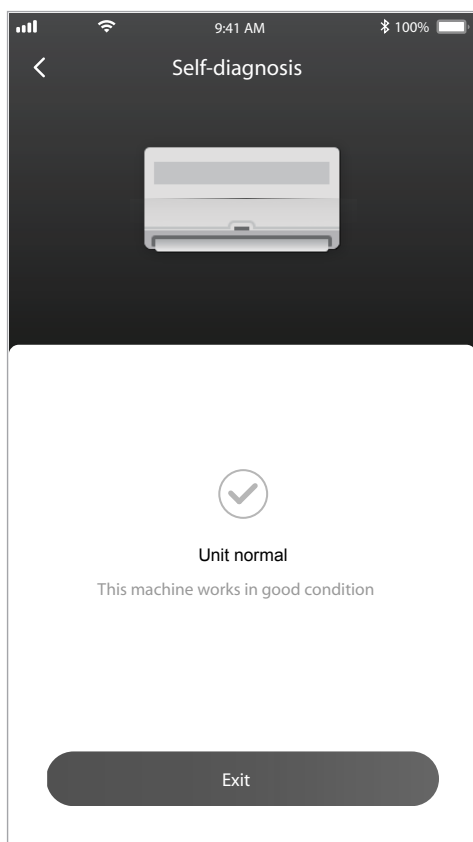 9:41 AM
100%
Self-diagnosis
Unit normal
This machine works in good condition
Exit